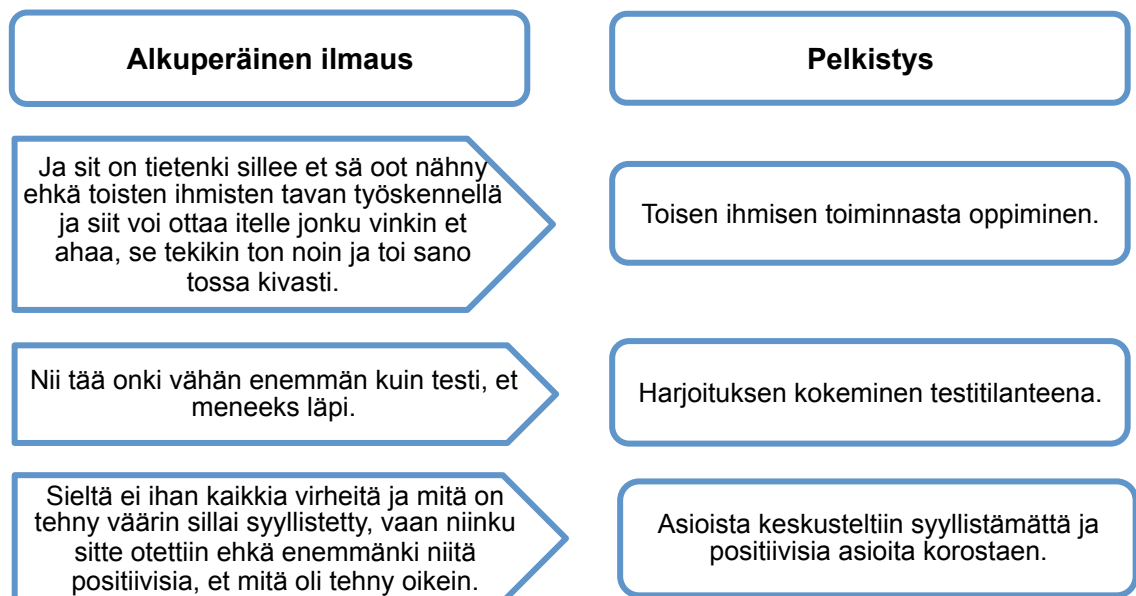 Alkuperäinen ilmaus
Pelkistys
Ja sit on tietenki sillee et sä oot nähny
ehkä toisten ihmisten tavan työskennellä
ja siit voi ottaa itelle jonku vinkin et
ahaa, se tekikin ton noin ja toi sano
tossa kivasti.
Toisen ihmisen toiminnasta oppiminen.
Nii tää onki vähän enemmän kuin testi, et
meneeks läpi.
Harjoituksen kokeminen testitilanteena.
Sieltä ei ihan kaikkia virheitä ja mitä on
tehny väärin sillai syyllistetty, vaan niinku
sitte otettiin ehkä enemmänki niitä
positiivisia, et mitä oli tehny oikein.
Asioista keskusteltiin syyllistämättä ja
positiivisia asioita korostaen.